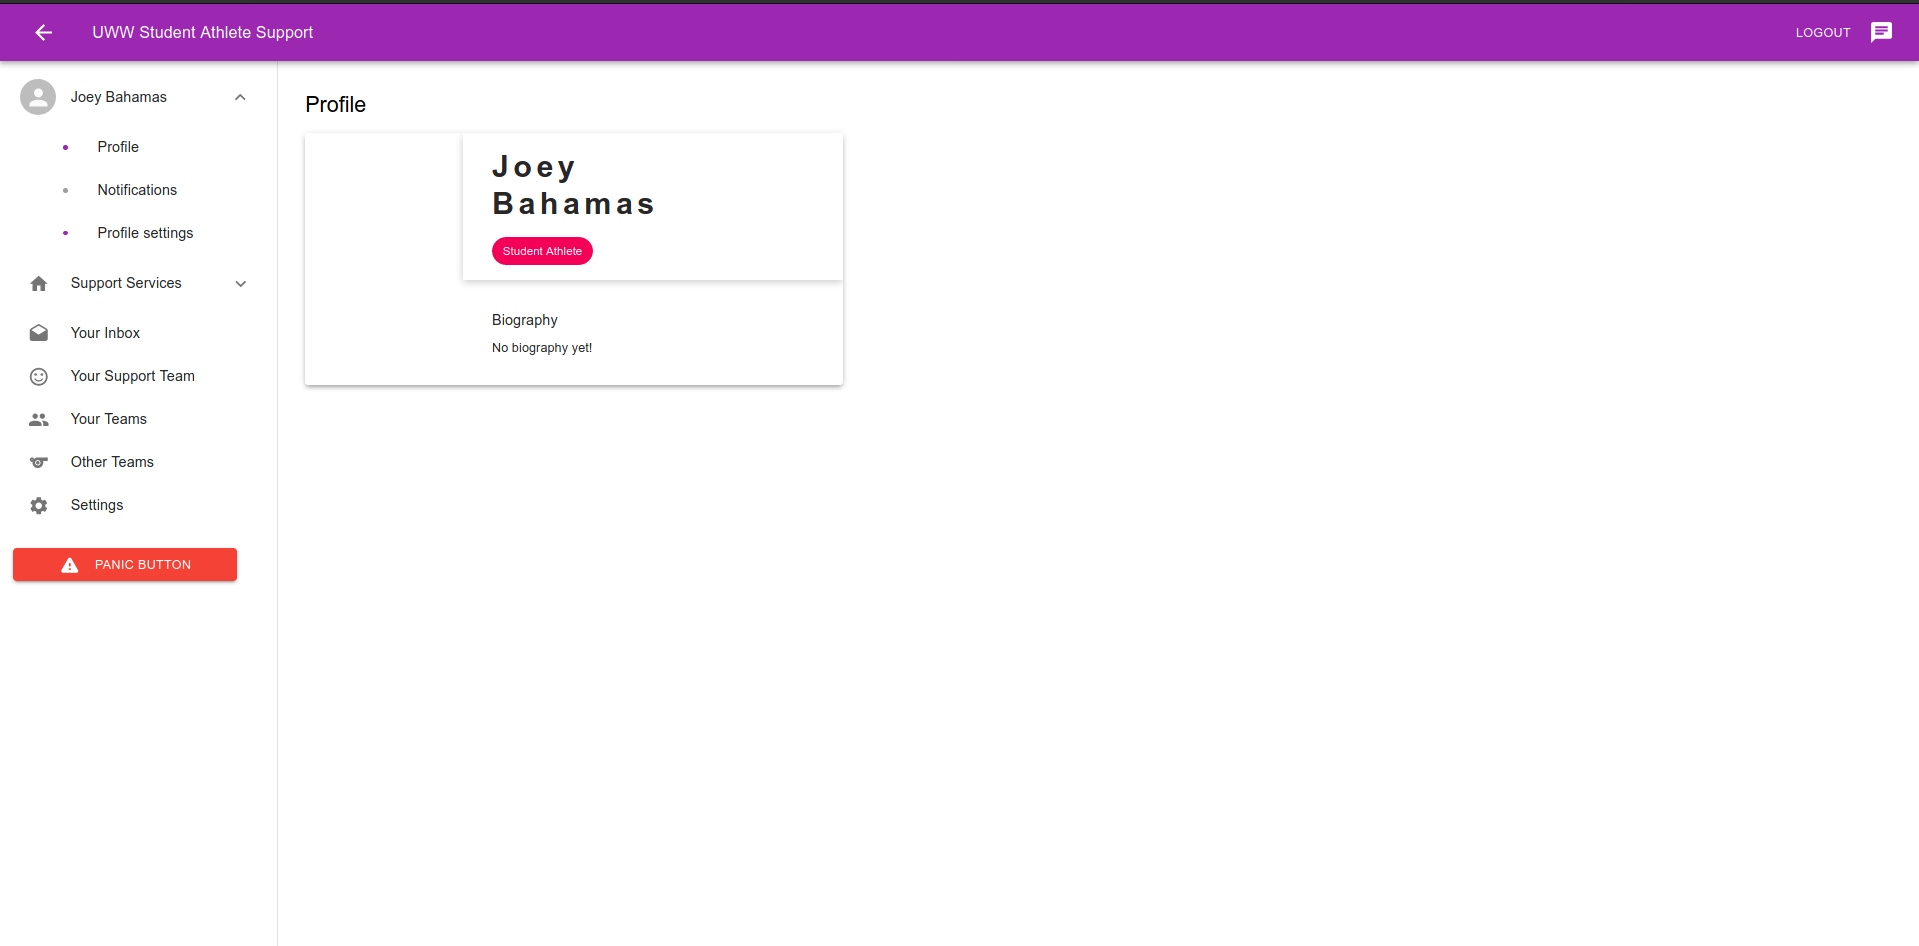 UWW Student Athlete Support
LOGOUT
Joey Bahamas
Profile
Notifications
Profile settings
Support Services
Your Inbox
Your Support Team
Your Teams
Other Teams
Settings
PANIC BUTTON
Profile
Joey
Bahamas
Student Athlete
Biography
No biography yet!